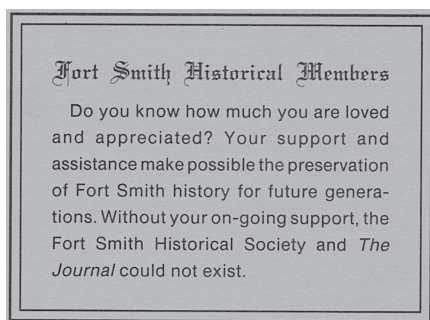 Fort Smith Historical Members
Do you know how much you are loved
and appreciated? Your support and
assistance make possible the preservation
of Fort Smith history for future genera-
tions. Without your on-going support, the
Fort Smith Historical Society and The
Journal could not exist.